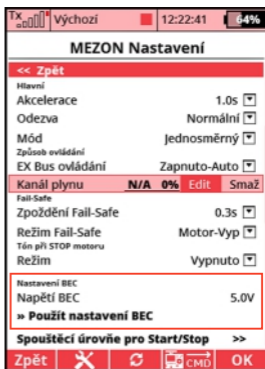 Tx Výchozí 12:22:41 64%
MEZON Nastavení
<< Zpět
Hlavní
Akcelerace 1.0s
Odezva Normální
Mód Jednosměrný
Způsob ovládání
EX Bus ovládání Zapnuto-Auto
Kanál plynu N/A 0% Edit Smaž
Fail-Safe
Zpoždění Fail-Safe 0.3s
Režim Fail-Safe Motor-Vyp
Tón při STOP motoru
Režim Vypnuto
Nastavení BEC
Napětí BEC 5.0V
» Použít nastavení BEC
Spouštěcí úrovně pro Start/Stop >>
Zpět CMD OK